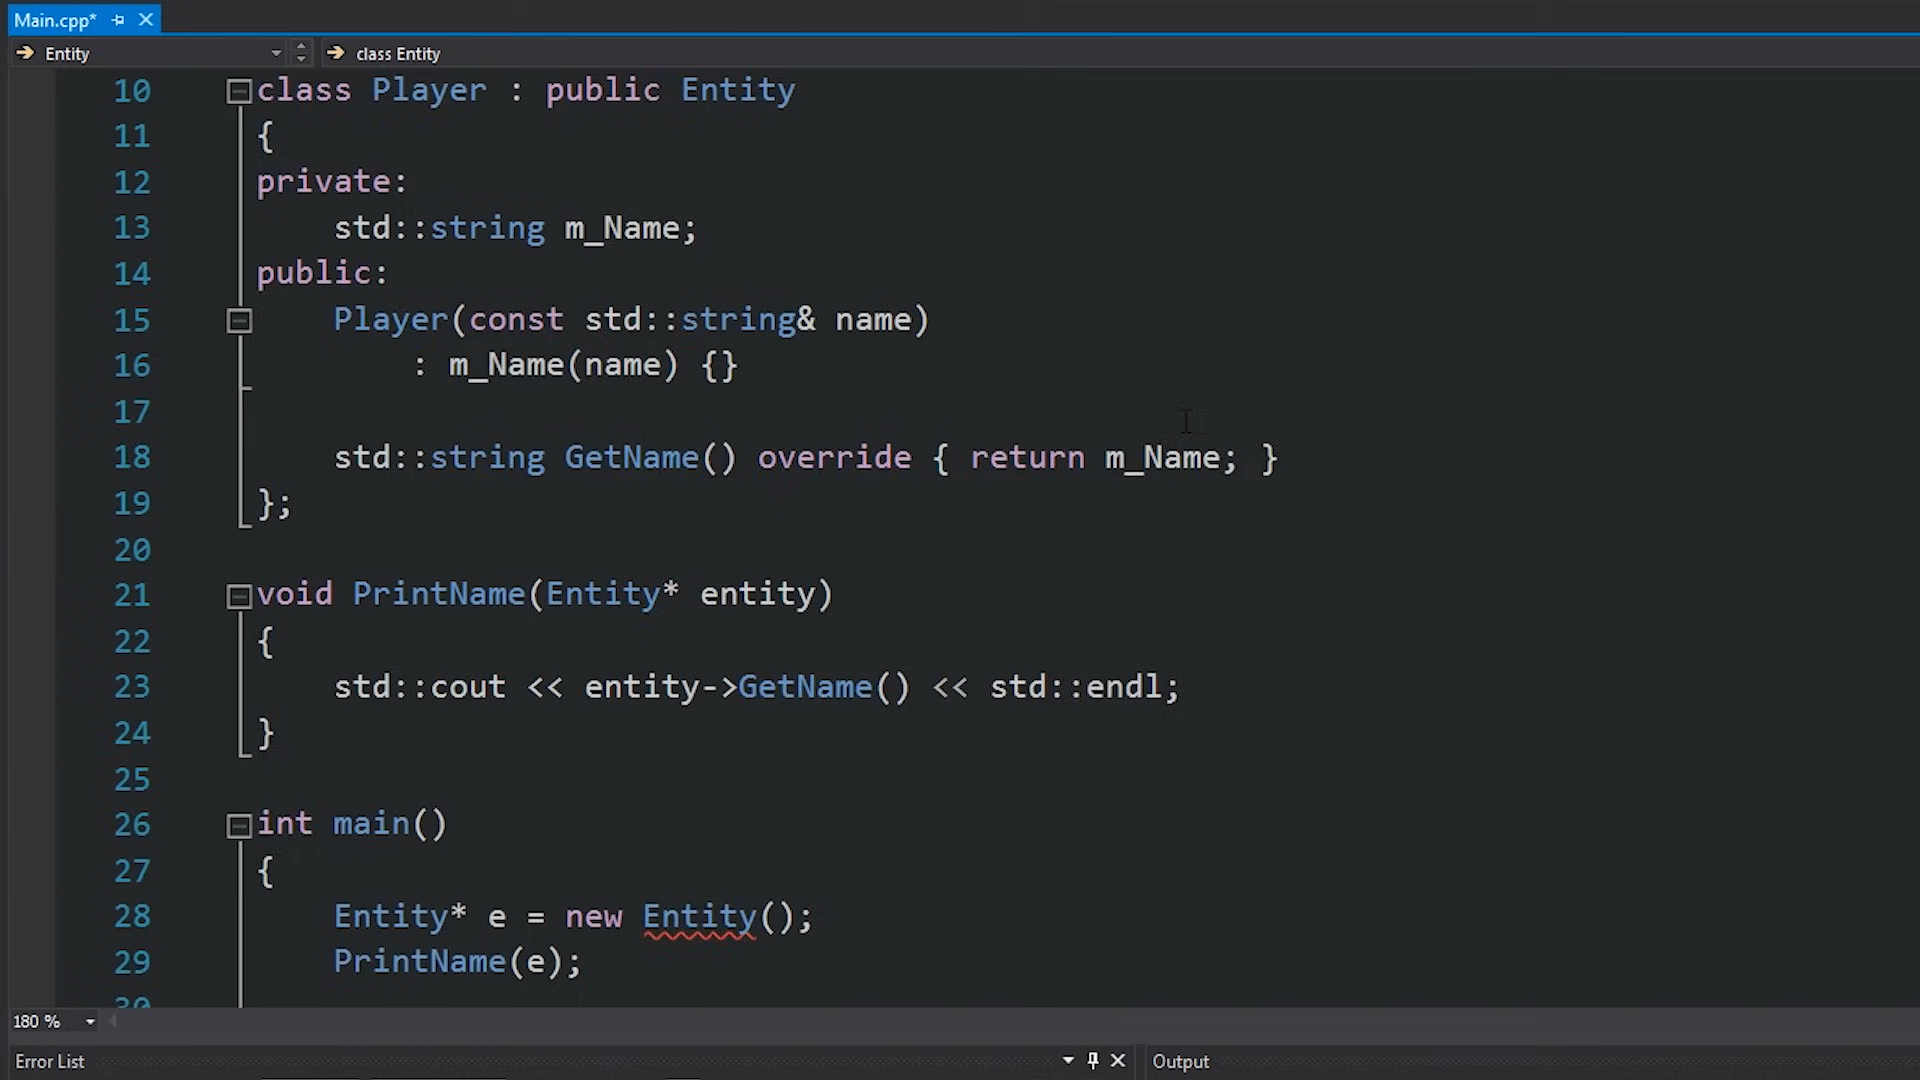 Main.cpp*
Entity class Entity
10 class Player : public Entity
11 {
12 private:
13 std::string m_Name;
14 public:
15 Player(const std::string& name)
16 : m_Name(name) {}
17
18 std::string GetName() override { return m_Name; }
19 };
20
21 void PrintName(Entity* entity)
22 {
23 std::cout << entity->GetName() << std::endl;
24 }
25
26 int main()
27 {
28 Entity* e = new Entity();
29 PrintName(e);
30
180 %
Error List Output